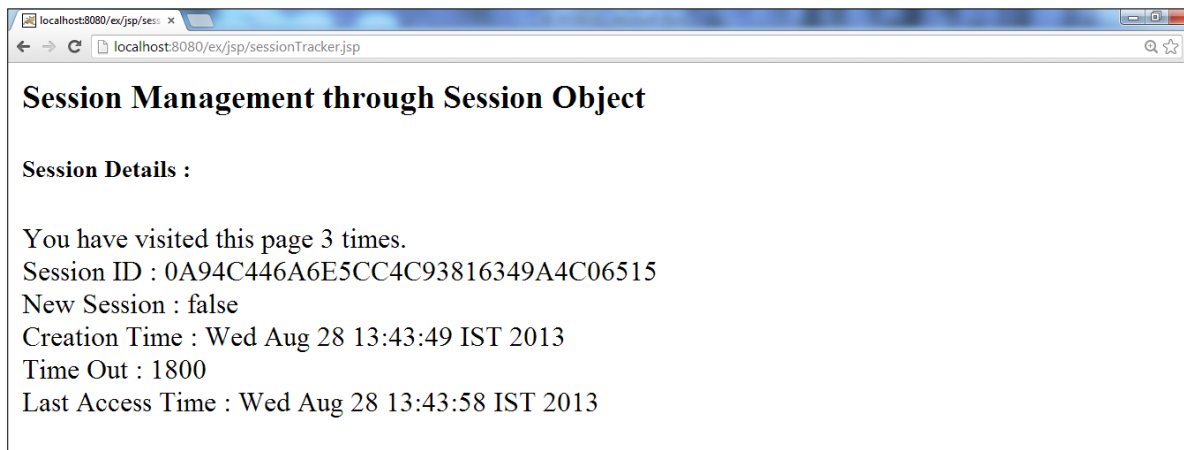 localhost:8080/ex/jsp/sess
localhost:8080/ex/jsp/sessionTracker.jsp
Session Management through Session Object
Session Details :
You have visited this page 3 times.
Session ID : 0A94C446A6E5CC4C93816349A4C06515
New Session : false
Creation Time : Wed Aug 28 13:43:49 IST 2013
Time Out : 1800
Last Access Time : Wed Aug 28 13:43:58 IST 2013